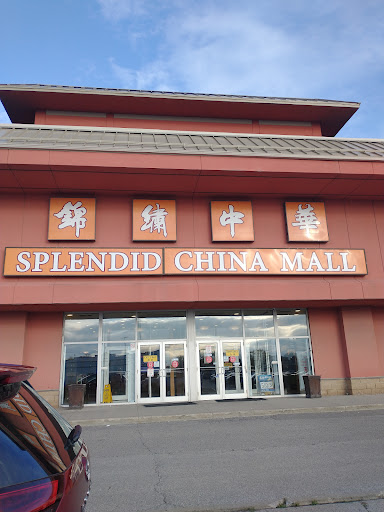 錦繡中華
SPLENDID CHINA MALL